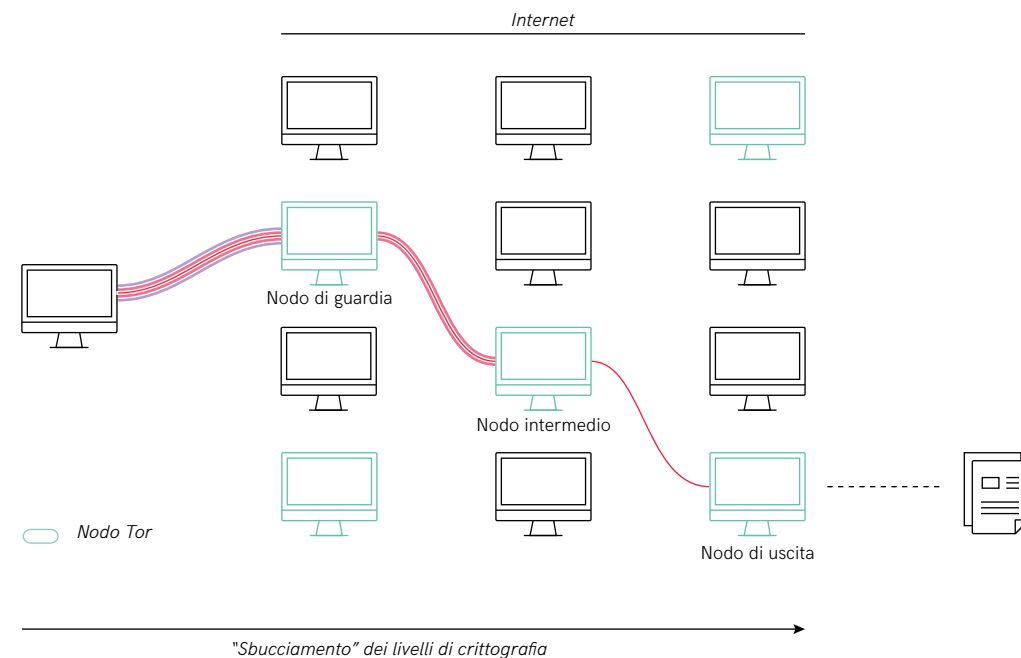 Internet
Nodo di guardia
Nodo intermedio
Nodo Tor
Nodo di uscita
"Sbucciamento" dei livelli di crittografia